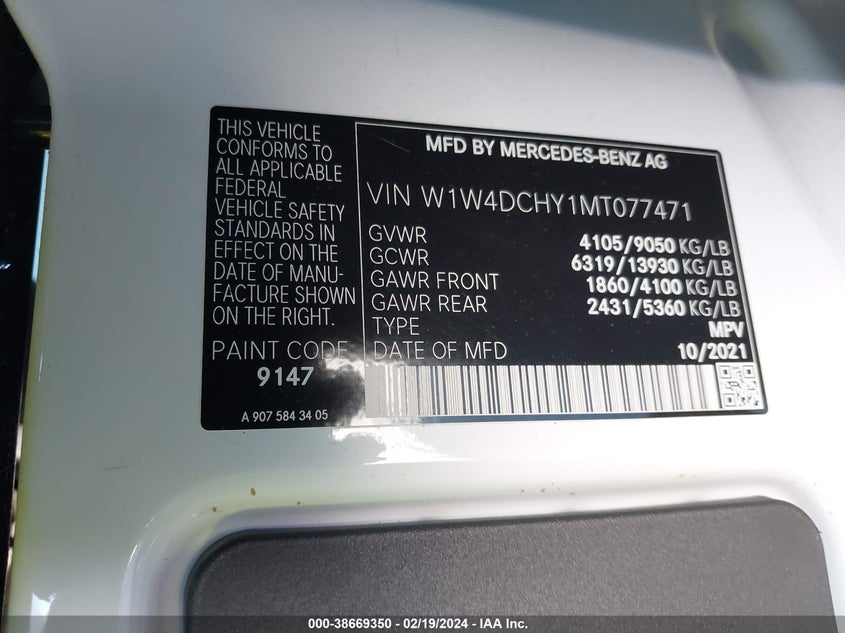 THIS VEHICLE
CONFORMS TO
ALL APPLICABLE
FEDERAL
VEHICLE SAFETY
STANDARDS IN
EFFECT ON THE
DATE OF MANU-
FACTURE SHOWN
ON THE RIGHT.
PAINT CODE
9147
A 907 584 34 05
MFD BY MERCEDES-BENZ AG
VIN W1W4DCHY1MT077471
GVWR 4105/9050 KG/LB
GCWR 6319/13930 KG/LB
GAWR FRONT 1860/4100 KG/LB
GAWR REAR 2431/5360 KG/LB
TYPE MPV
DATE OF MFD 10/2021
000-38669350 - 02/19/2024 - IAA Inc.